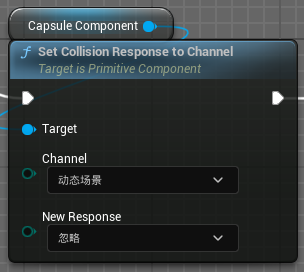 Capsule Component
f Set Collision Response to Channel
Target is Primitive Component
Target
Channel
动态场景
New Response
忽略